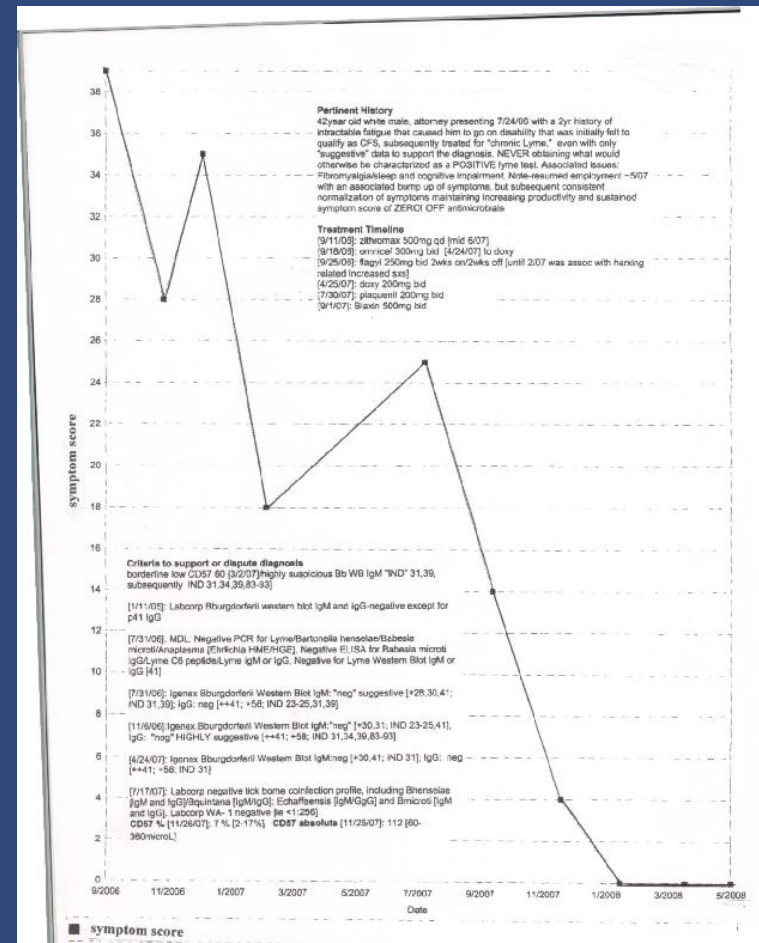 38
36
34
32
30
28
26
24
22
20
18
16
14
12
10
8
6
4
2
0
symptom score
Pertinent History
42year old white male, attorney presenting 7/24/06 with a 2yr history of
intractable fatigue that caused him to go on disability that was initially felt to
qualify as CFS, subsequently treated for "chronic Lyme," even with only
"suggestive" data to support the diagnosis. NEVER obtaining what would
otherwise be characterized as a POSITIVE lyme test. Associated issues:
Fibromyalgia/sleep and cognitive impairment. Note-resumed employment ~5/07
with an associated bump up of symptoms, but subsequent consistent
normalization of symptoms maintaining increasing productivity and sustained
symptom score of ZERO! OFF antimicrobials
Treatment Timeline
[9/11/06]: zithromax 500mg qd [mid 6/07]
[9/18/06]: omnicef 300mg bid [4/24/07] to doxy
[9/25/06]: flagyl 250mg bid 2wks on/2wks off [until 2/07 was assoc with herxing
related increased sxs]
[4/25/07]: doxy 200mg bid
[7/30/07]: plaquenil 200mg bid
[9/1/07]: Biaxin 500mg bid
Criteria to support or dispute diagnosis
borderline low CD57 60 [3/2/07]/highly suspicious Bb WB IgM "IND" 31,39,
subsequently IND 31,34,39,83-93]
[1/11/05]: Labcorp Bburgdorferii western blot IgM and IgG-negative except for
p41 IgG
[7/31/06]: MDL: Negative PCR for Lyme/Bartonella henselae/Babesia
microti/Anaplasma [Ehrlichia HME/HGE], Negative ELISA for Babesia microti
IgG/Lyme C6 peptide/Lyme IgM or IgG, Negative for Lyme Western Blot IgM or
IgG [41]
[7/31/06]: Igenex Bburgdorferii Western Blot IgM:"neg" suggestive [+28,30,41;
IND 31,39]; IgG: neg [++41; +58; IND 23-25,31,39]
[11/6/06]:Igenex Bburgdorferii Western Blot IgM:"neg" [+30,31; IND 23-25,41],
IgG: "neg" HIGHLY suggestive [++41; +58; IND 31,34,39,83-93]
[4/24/07]: Igenex Bburgdorferii Western Blot IgM:neg [+30,41; IND 31]; IgG: neg
[++41; +58; IND 31]
[7/17/07]: Labcorp negative tick borne coinfection profile, including Bhenselae
[IgM and IgG]/Bquintana [IgM/IgG]; Echaffeensis [IgM/GgG] and Bmicroti [IgM
and IgG]. Labcorp WA- 1 negative [ie <1:256]
CD57 % [11/26/07]: 7 % [2-17%] CD57 absolute [11/26/07]: 112 [60-
360microL]
9/2006 11/2006 1/2007 3/2007 5/2007 7/2007 9/2007 11/2007 1/2008 3/2008 5/2008
Date
symptom score